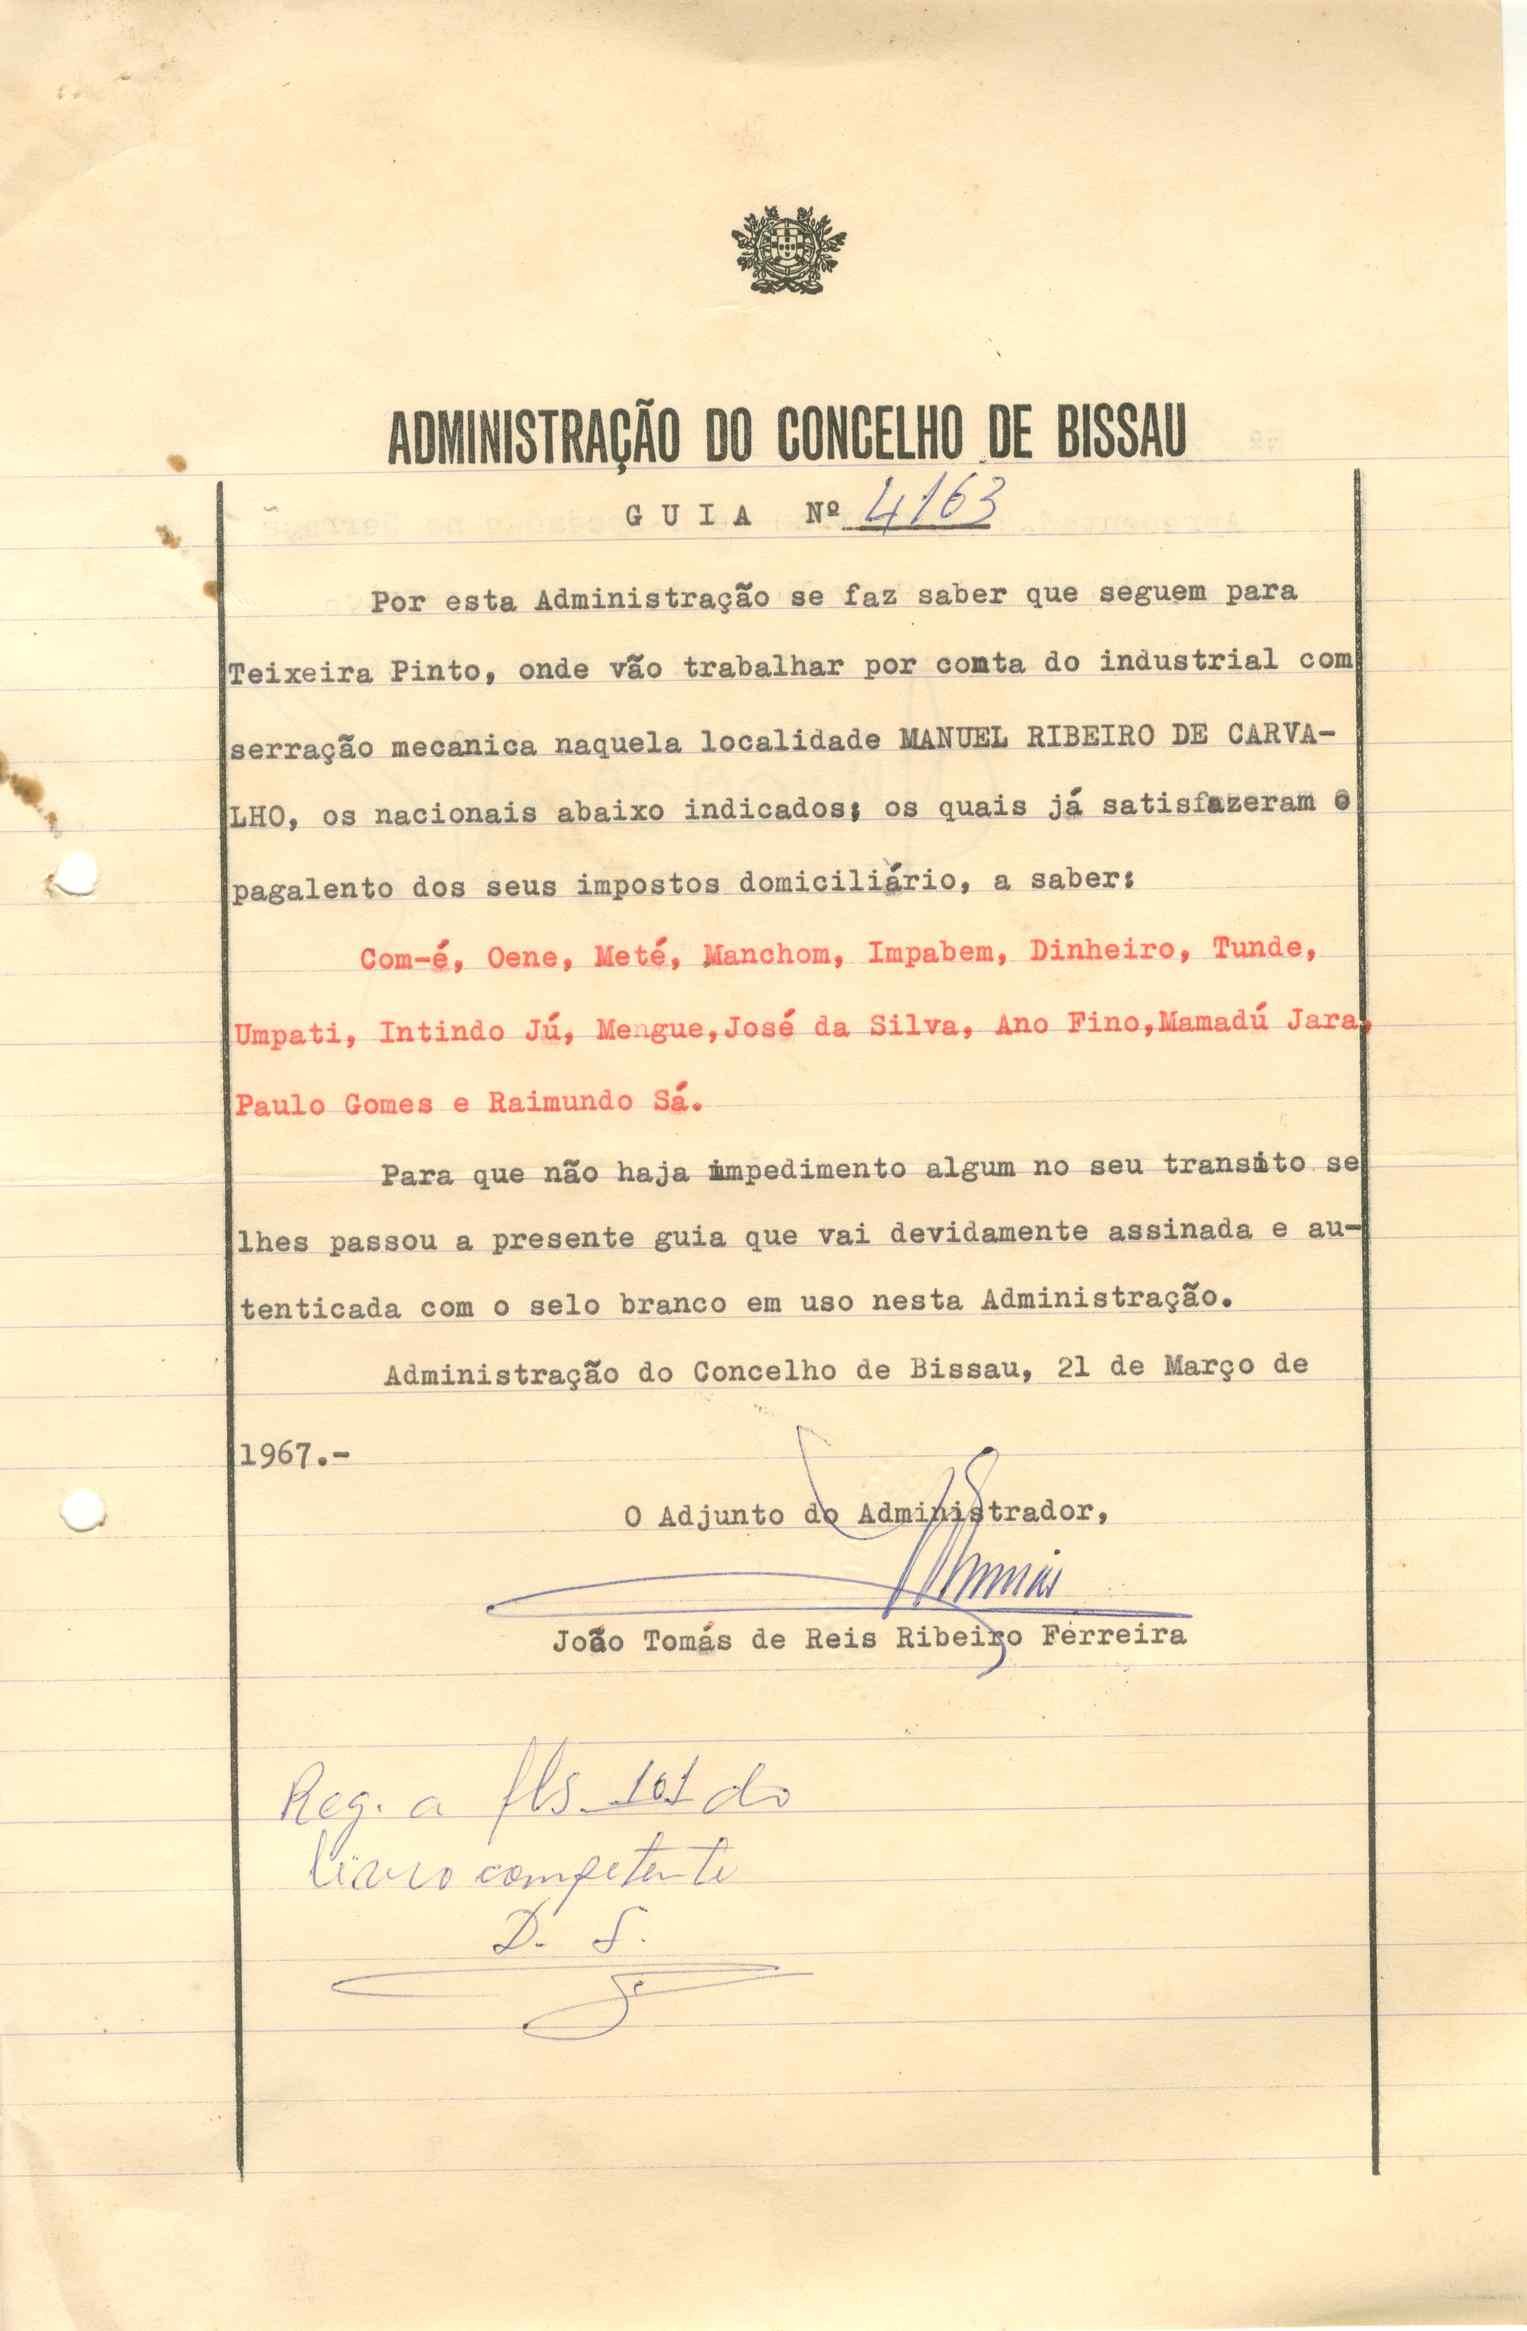 ADMINISTRAÇÃO DO CONCELHO DE BISSAU
G U I A Nº 4163
Por esta Administração se faz saber que seguem para
Teixeira Pinto, onde vão trabalhar por conta do industrial com
serração mecanica naquela localidade MANUEL RIBEIRO DE CARVA-
LHO, os nacionais abaixo indicados; os quais já satisfazeram o
pagalento dos seus impostos domiciliário, a saber:
Com-é, Oene, Meté, Manchom, Impabem, Dinheiro, Tunde,
Umpati, Intindo Jú, Mengue, José da Silva, Ano Fino, Mamadú Jara,
Paulo Gomes e Raimundo Sá.
Para que não haja impedimento algum no seu transito se
lhes passou a presente guia que vai devidamente assinada e au-
tenticada com o selo branco em uso nesta Administração.
Administração do Concelho de Bissau, 21 de Março de
1967.-
O Adjunto do Administrador,
João Tomás de Reis Ribeiro Ferreira
Reg. a fls. 101 do
livro competente
D. S.